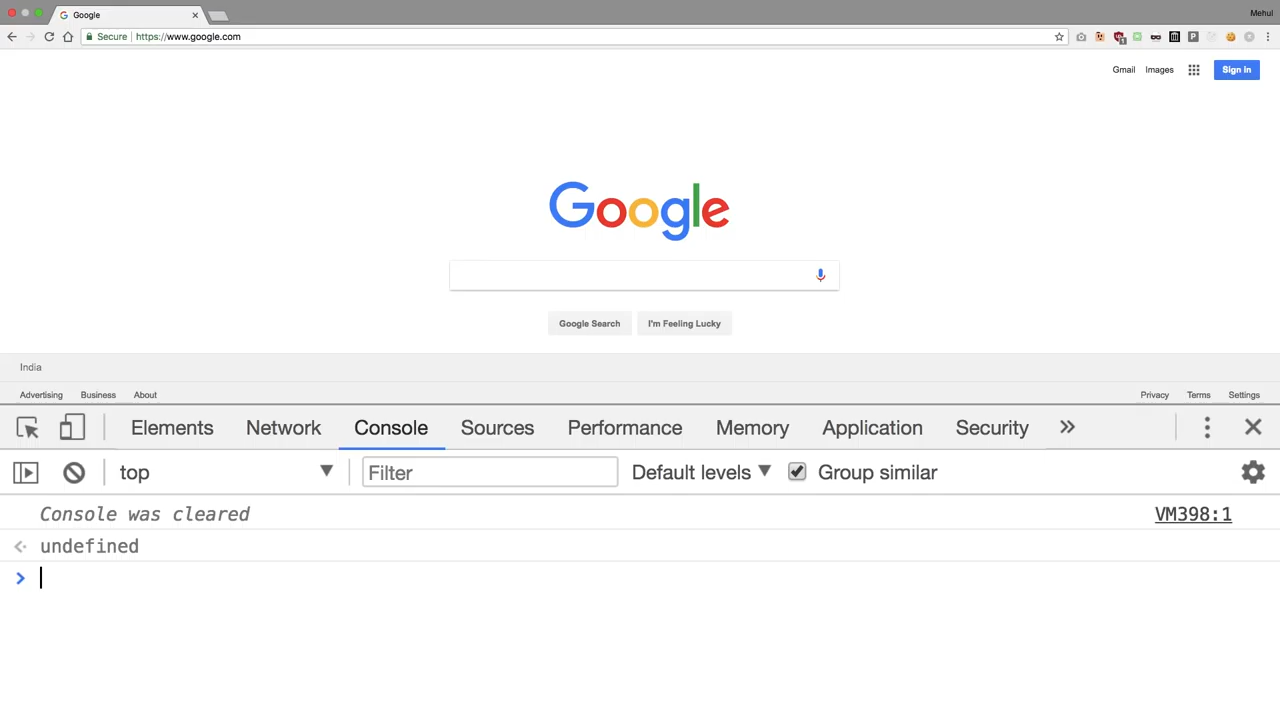 Google
Mehul
Secure
https://www.google.com
1
P
Gmail
Images
Sign In
Google
Google Search
I'm Feeling Lucky
India
Advertising
Business
About
Privacy
Terms
Settings
Elements
Network
Console
Sources
Performance
Memory
Application
Security
top
Filter
Default levels
Group similar
Console was cleared
VM398:1
undefined